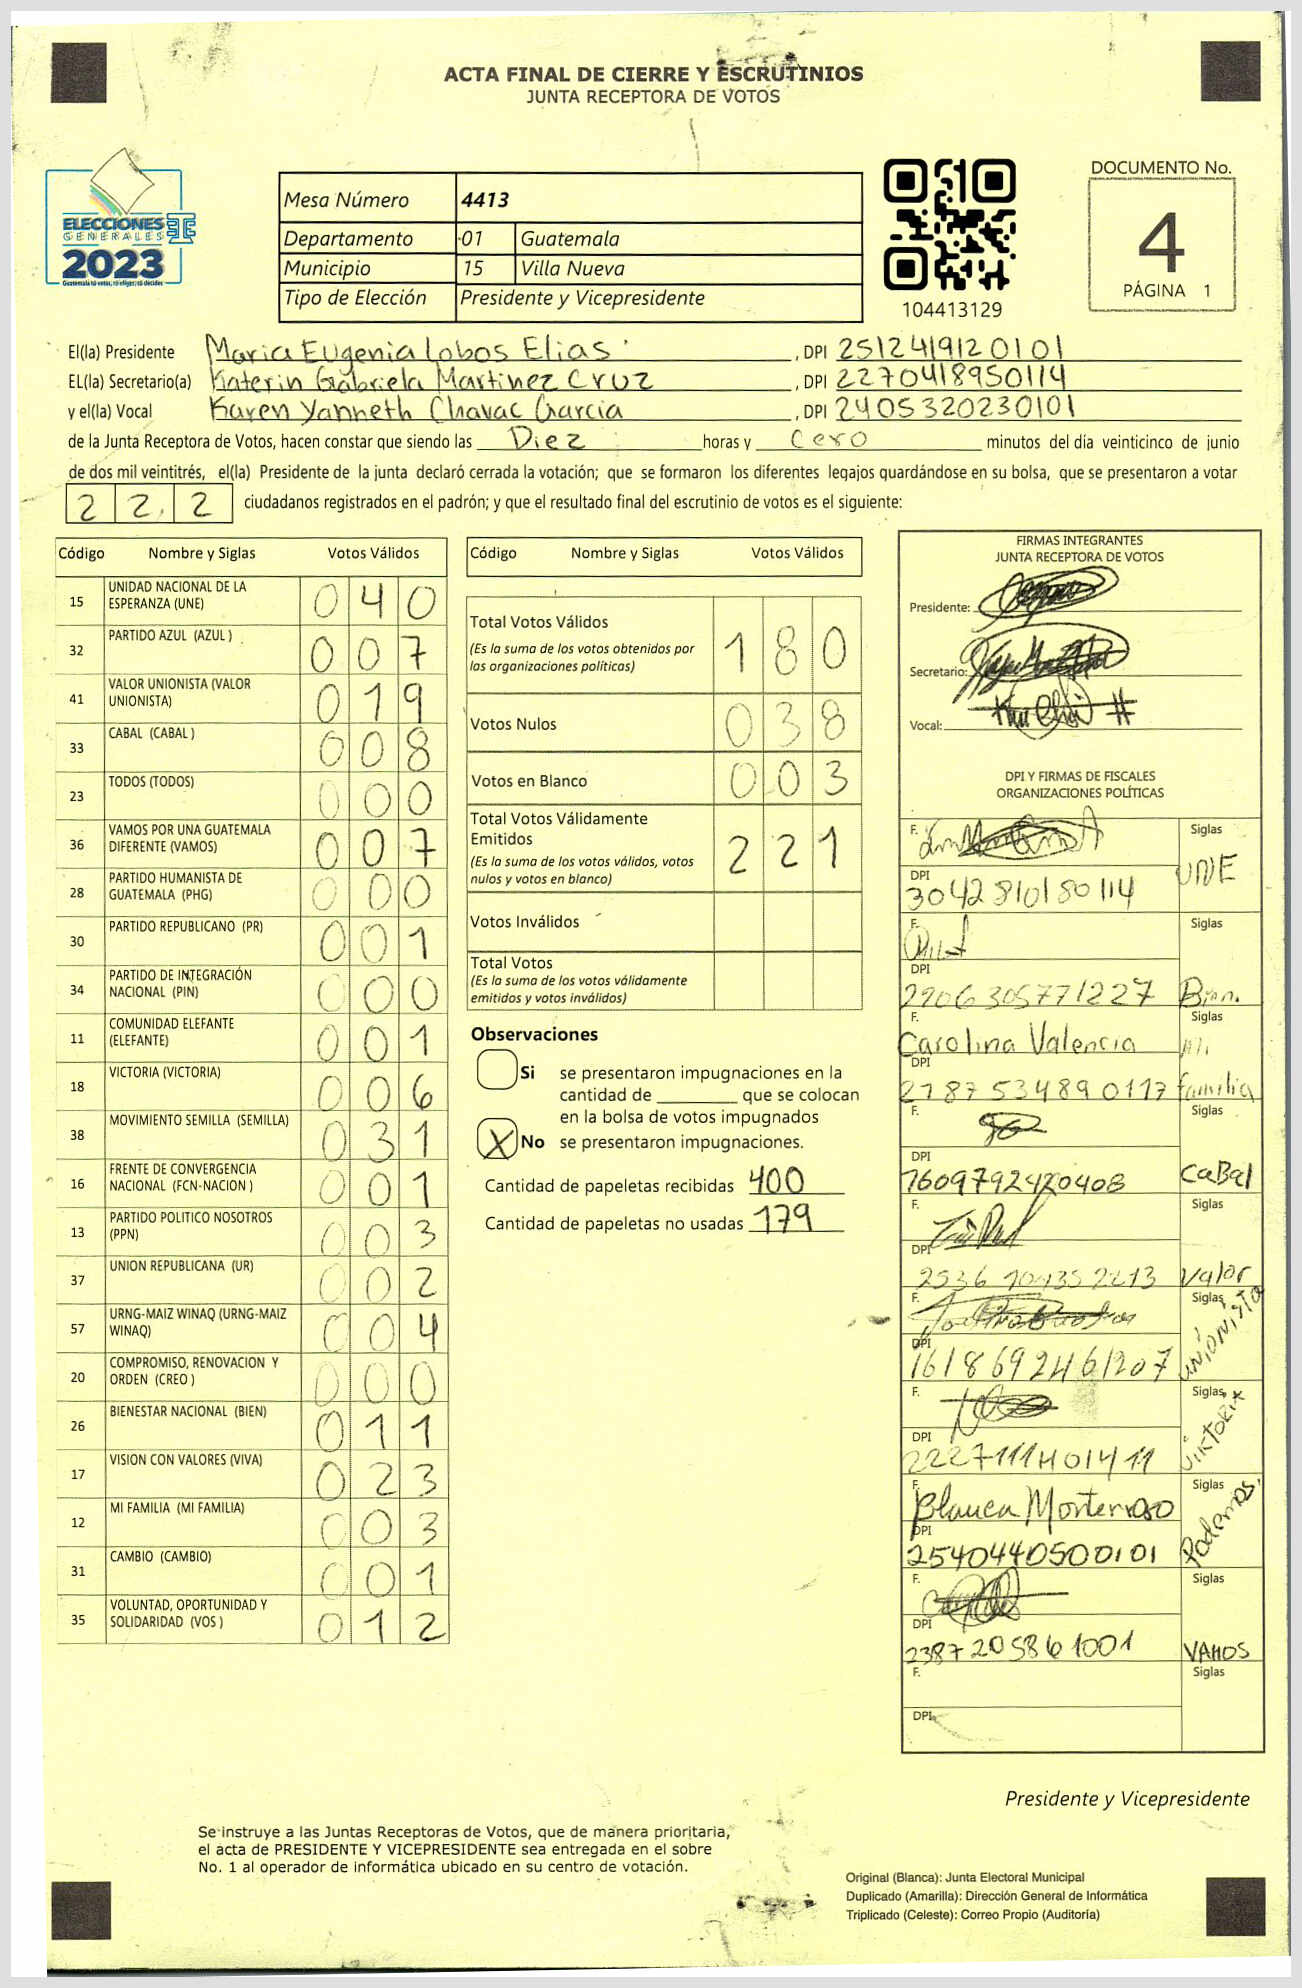 ACTA FINAL DE CIERRE Y ESCRUTINIOS
JUNTA RECEPTORA DE VOTOS
ELECCIONES
GENERALES
2023
Guatemala tú votas, tú eliges, tú decides
Mesa Número 4413
Departamento 01 Guatemala
Municipio 15 Villa Nueva
Tipo de Elección Presidente y Vicepresidente
104413129
DOCUMENTO No.
4
PÁGINA 1
El(la) Presidente Maria Eugenia Lobos Elias , DPI 2512419120101
EL(la) Secretario(a) Katerin Gabriela Martinez Cruz , DPI 2270418950114
y el(la) Vocal Karen Yanneth Chavac Garcia , DPI 2405320230101
de la Junta Receptora de Votos, hacen constar que siendo las Diez horas y cero minutos del día veinticinco de junio
de dos mil veintitrés, el(la) Presidente de la junta declaró cerrada la votación; que se formaron los diferentes legajos quardándose en su bolsa, que se presentaron a votar
2 2 2 ciudadanos registrados en el padrón; y que el resultado final del escrutinio de votos es el siguiente:
Código Nombre y Siglas Votos Válidos
15 UNIDAD NACIONAL DE LA ESPERANZA (UNE) 0 4 0
32 PARTIDO AZUL (AZUL ) 0 0 7
41 VALOR UNIONISTA (VALOR UNIONISTA) 0 1 9
33 CABAL (CABAL ) 0 0 8
23 TODOS (TODOS) 0 0 0
36 VAMOS POR UNA GUATEMALA DIFERENTE (VAMOS) 0 0 7
28 PARTIDO HUMANISTA DE GUATEMALA (PHG) 0 0 0
30 PARTIDO REPUBLICANO (PR) 0 0 1
34 PARTIDO DE INTEGRACIÓN NACIONAL (PIN) 0 0 0
11 COMUNIDAD ELEFANTE (ELEFANTE) 0 0 1
18 VICTORIA (VICTORIA) 0 0 6
38 MOVIMIENTO SEMILLA (SEMILLA) 0 3 1
16 FRENTE DE CONVERGENCIA NACIONAL (FCN-NACION ) 0 0 1
13 PARTIDO POLITICO NOSOTROS (PPN) 0 0 3
37 UNION REPUBLICANA (UR) 0 0 2
57 URNG-MAIZ WINAQ (URNG-MAIZ WINAQ) 0 0 4
20 COMPROMISO, RENOVACION Y ORDEN (CREO ) 0 0 0
26 BIENESTAR NACIONAL (BIEN) 0 1 1
17 VISION CON VALORES (VIVA) 0 2 3
12 MI FAMILIA (MI FAMILIA) 0 0 3
31 CAMBIO (CAMBIO) 0 0 1
35 VOLUNTAD, OPORTUNIDAD Y SOLIDARIDAD (VOS ) 0 1 2
Código Nombre y Siglas Votos Válidos
Total Votos Válidos 1 8 0
(Es la suma de los votos obtenidos por
las organizaciones políticas)
Votos Nulos 0 3 8
Votos en Blanco 0 0 3
Total Votos Válidamente
Emitidos 2 2 1
(Es la suma de los votos válidos, votos
nulos y votos en blanco)
Votos Inválidos
Total Votos
(Es la suma de los votos válidamente
emitidos y votos inválidos)
Observaciones
Si se presentaron impugnaciones en la
cantidad de ________ que se colocan
en la bolsa de votos impugnados
X No se presentaron impugnaciones.
Cantidad de papeletas recibidas 400
Cantidad de papeletas no usadas 179
FIRMAS INTEGRANTES
JUNTA RECEPTORA DE VOTOS
Presidente:
Secretario:
Vocal:
DPI Y FIRMAS DE FISCALES
ORGANIZACIONES POLÍTICAS
F. Siglas
DPI UNE
3042810180114
F. Siglas
DPI
2906305771227
F. Siglas
Carolina Valencia
DPI
2787534890117 familia
F. Siglas
DPI
1609792420408 CaBal
F. Siglas
DPI
Valor
F. Siglas
DPI
1618692461207 UNIONISTA
F. Siglas
DPI
VIKTORIA
F. Siglas
Blanca Monterroso
DPI
2540440500101 Podemos
F. Siglas
DPI
2387205861001 VAMOS
F. Siglas
DPI
Presidente y Vicepresidente
Se instruye a las Juntas Receptoras de Votos, que de manera prioritaria,
el acta de PRESIDENTE Y VICEPRESIDENTE sea entregada en el sobre
No. 1 al operador de informática ubicado en su centro de votación.
Original (Blanca): Junta Electoral Municipal
Duplicado (Amarilla): Dirección General de Informática
Triplicado (Celeste): Correo Propio (Auditoría)